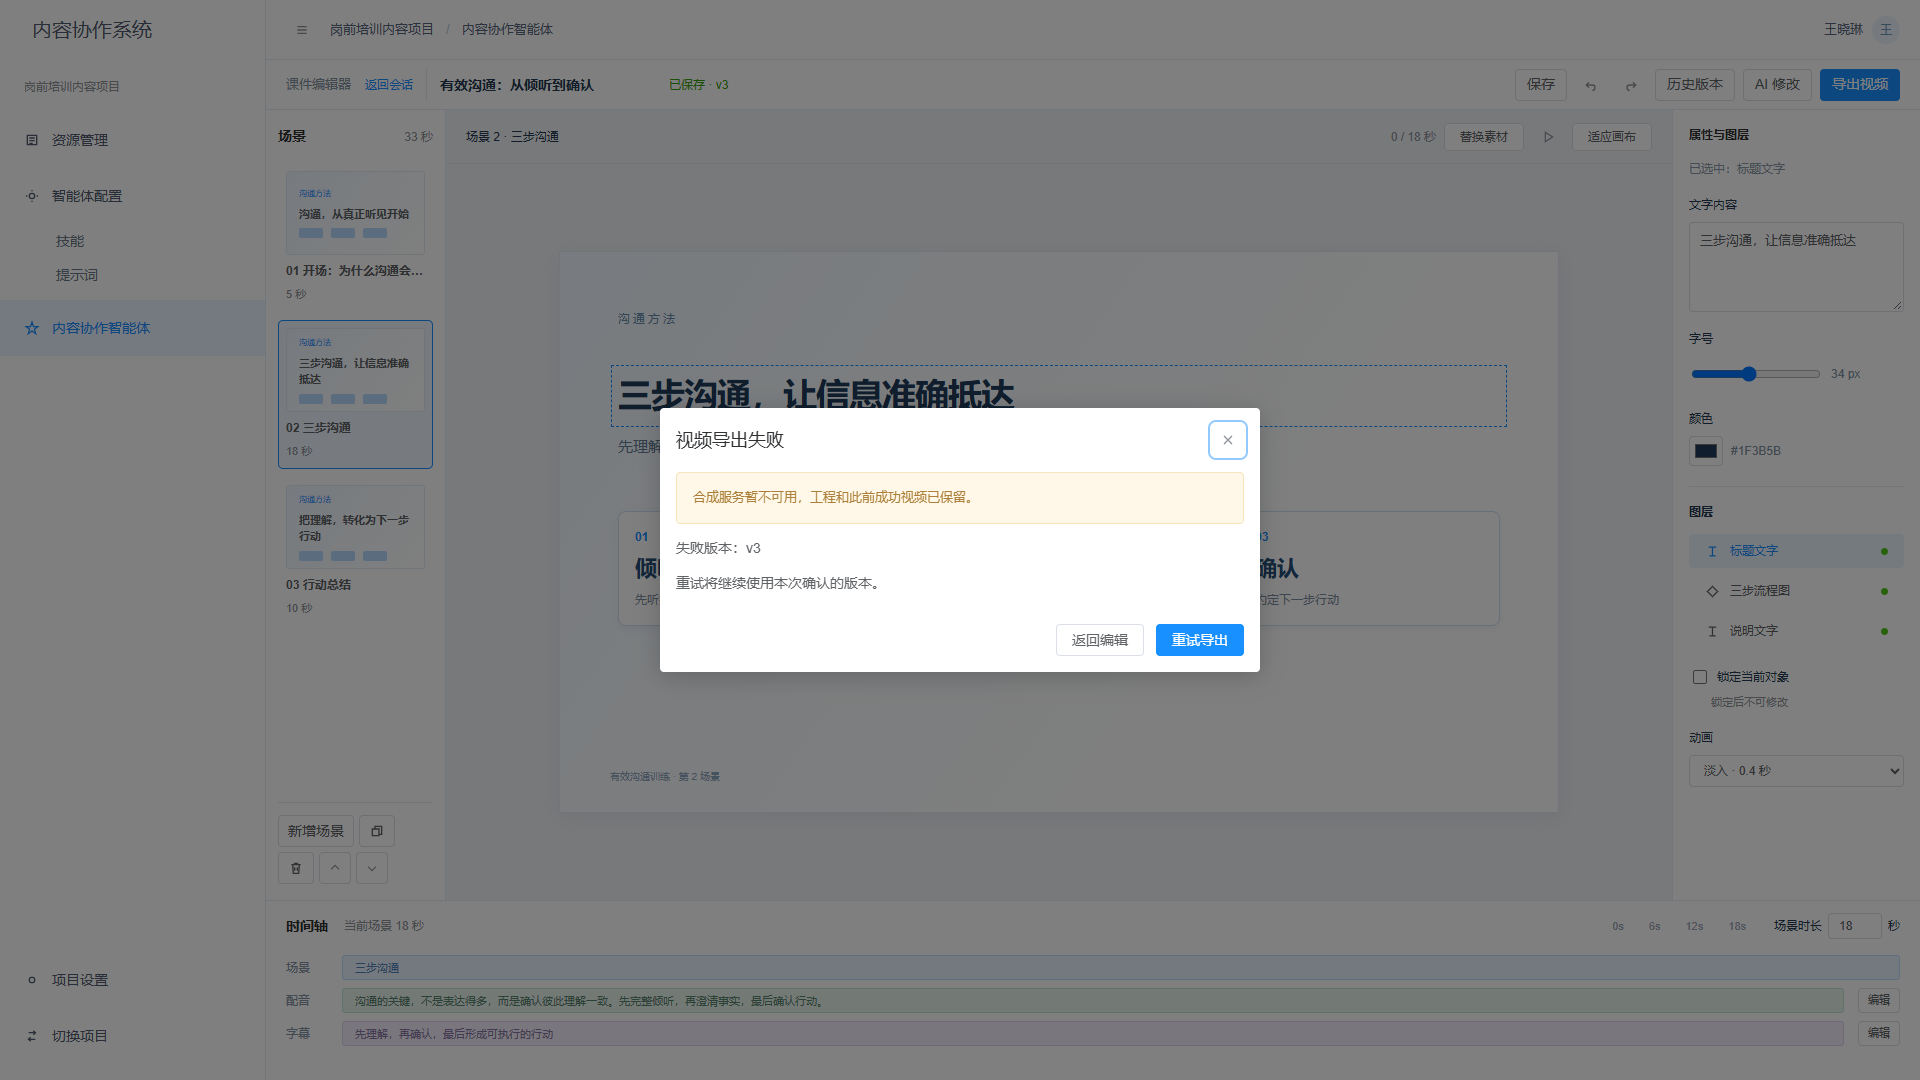 内容协作系统
岗前培训内容项目 / 内容协作智能体
王晓琳 王
岗前培训内容项目
资源管理
智能体配置
技能
提示词
内容协作智能体
项目设置
切换项目
课件编辑器 返回会话 有效沟通：从倾听到确认 已保存 · v3
保存 历史版本 AI 修改 导出视频
场景 33 秒
沟通方法
沟通，从真正听见开始
01 开场：为什么沟通会...
5 秒
沟通方法
三步沟通，让信息准确
抵达
02 三步沟通
18 秒
沟通方法
把理解，转化为下一步
行动
03 行动总结
10 秒
新增场景
场景 2 · 三步沟通 0 / 18 秒 替换素材 适应画布
沟通方法
三步沟通，让信息准确抵达
先理解
01
先听
03
确认
约定下一步行动
有效沟通训练 · 第 2 场景
视频导出失败
合成服务暂不可用，工程和此前成功视频已保留。
失败版本：v3
重试将继续使用本次确认的版本。
返回编辑 重试导出
属性与图层
已选中：标题文字
文字内容
三步沟通，让信息准确抵达
字号
34 px
颜色
#1F3B5B
图层
标题文字
三步流程图
说明文字
锁定当前对象
锁定后不可修改
动画
淡入 · 0.4 秒
时间轴 当前场景 18 秒 0s 6s 12s 18s 场景时长 18 秒
场景 三步沟通
配音 沟通的关键，不是表达得多，而是确认彼此理解一致。先完整倾听，再澄清事实，最后确认行动。 编辑
字幕 先理解，再确认，最后形成可执行的行动 编辑